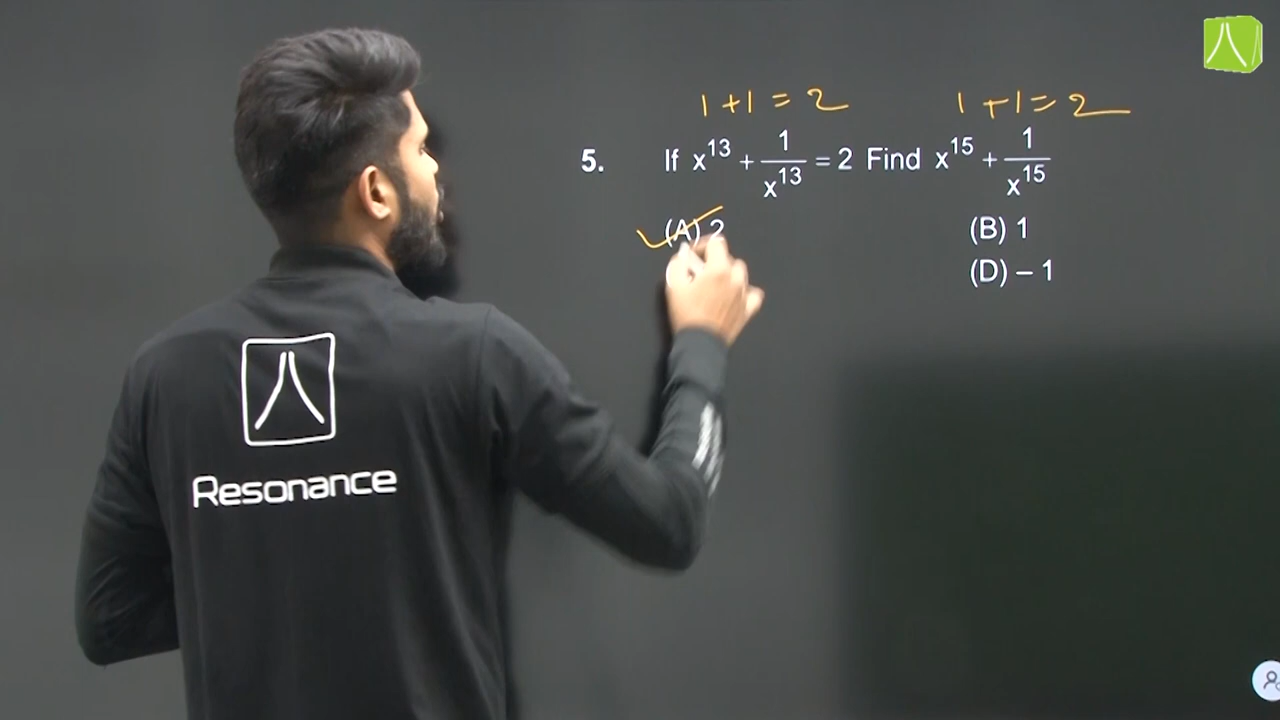 1 + 1 = 2
1 + 1 = 2
5. If x¹³ + 1/x¹³ = 2 Find x¹⁵ + 1/x¹⁵
(A) 2
(B) 1
(D) – 1
Resonance